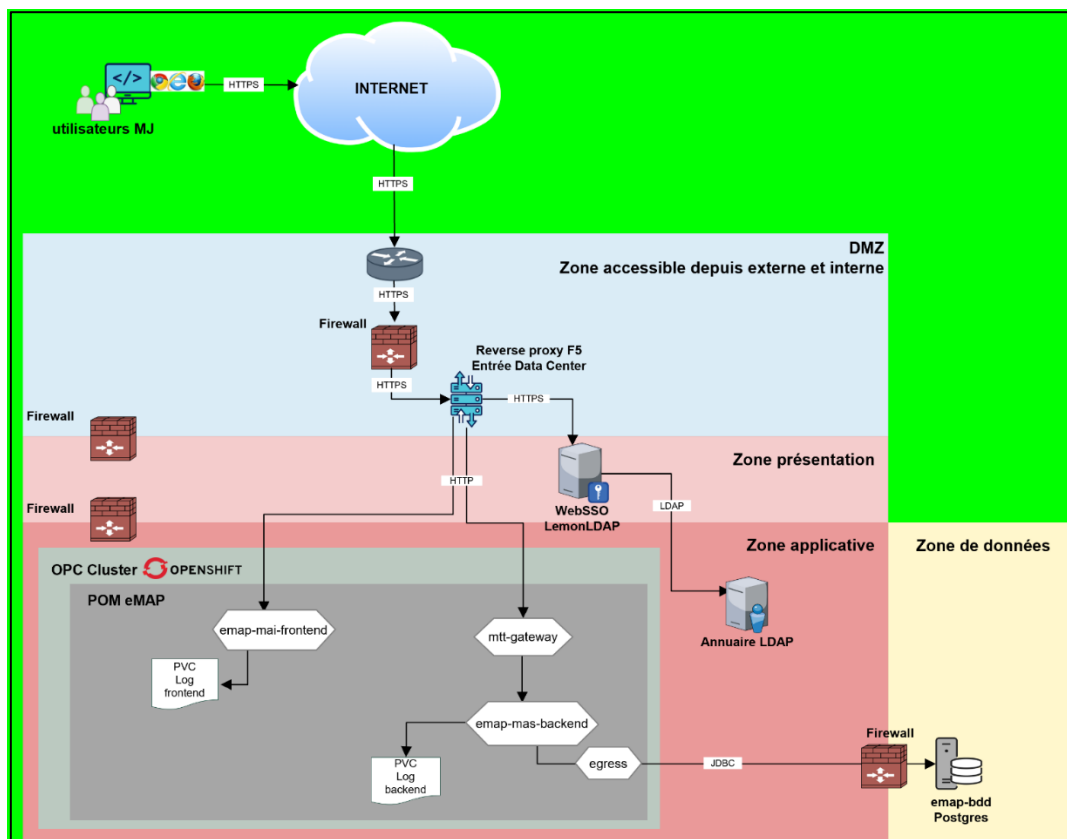 INTERNET
HTTPS
utilisateurs MJ
HTTPS
DMZ
Zone accessible depuis externe et interne
HTTPS
Firewall
Reverse proxy F5
Entrée Data Center
HTTPS
HTTPS
Firewall
Zone présentation
HTTP
WebSSO
LemonLDAP
LDAP
Firewall
Zone applicative
Zone de données
OPC Cluster
OPENSHIFT
POM eMAP
emap-mai-frontend
mtt-gateway
Annuaire LDAP
PVC
Log
frontend
emap-mas-backend
Firewall
PVC
Log
backend
egress
JDBC
emap-bdd
Postgres